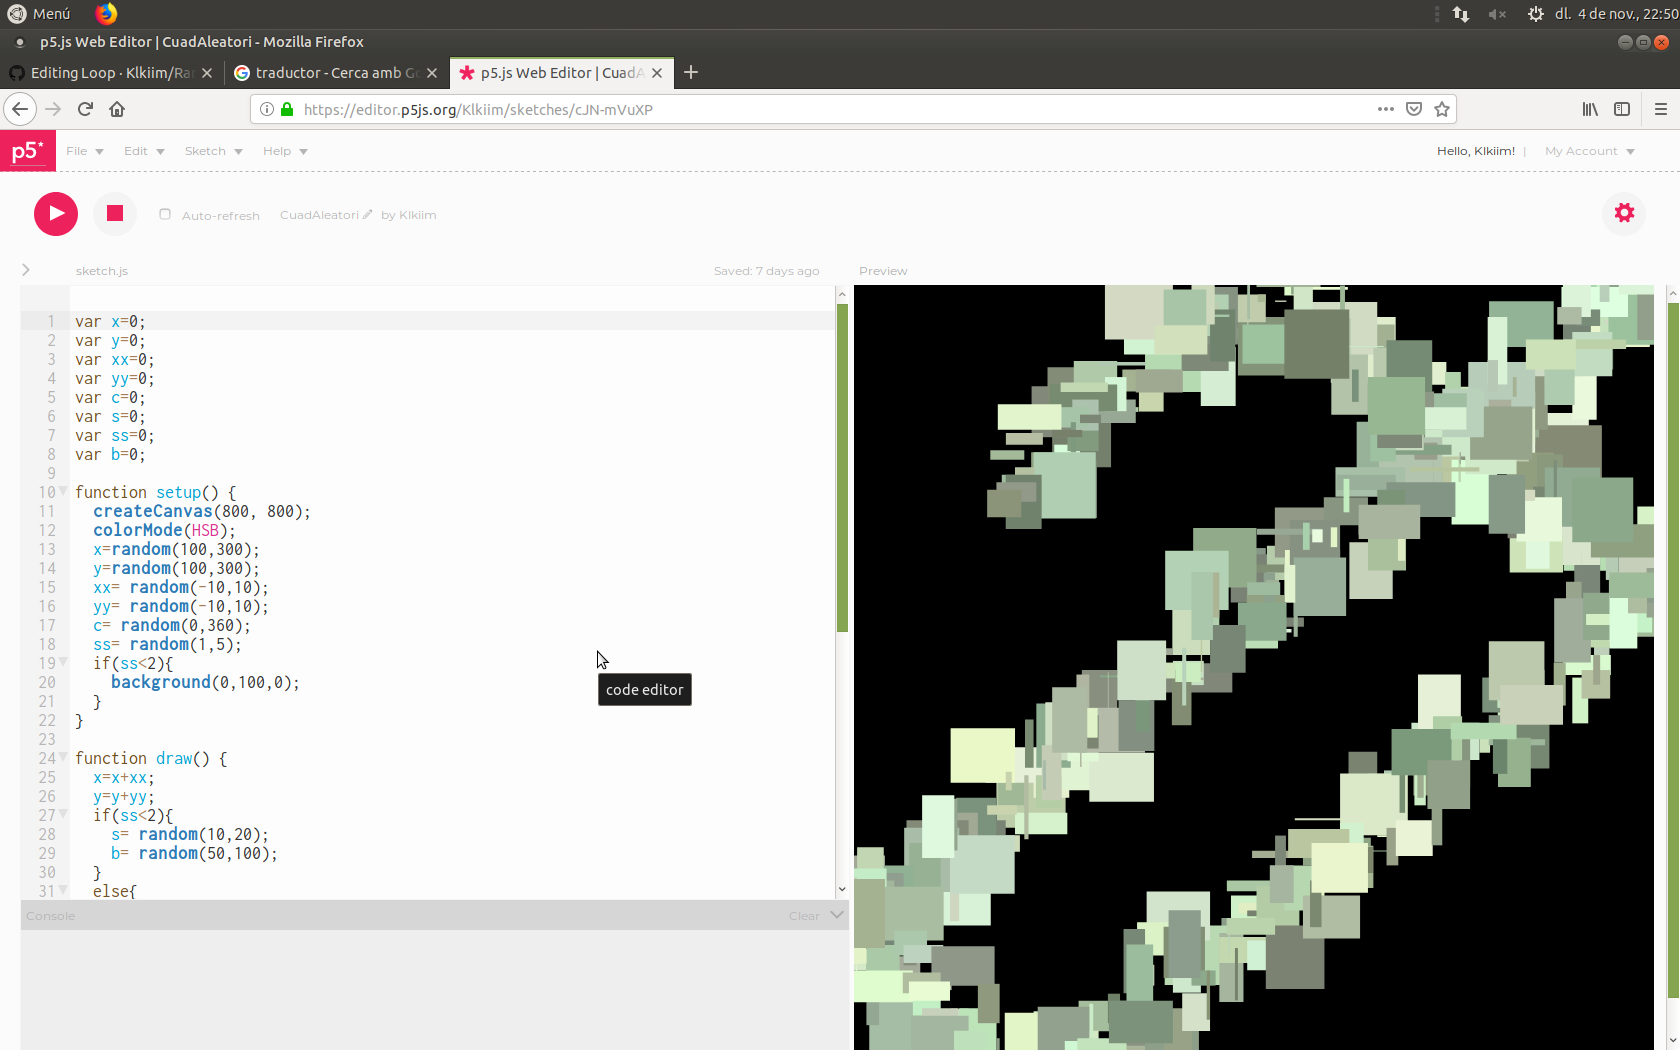 Menú
dl. 4 de nov., 22:50
p5.js Web Editor | CuadAleatori - Mozilla Firefox
Editing Loop · Klkiim/Ra
traductor - Cerca amb Go
p5.js Web Editor | CuadA
https://editor.p5js.org/Klkiim/sketches/cJN-mVuXP
p5*
File
Edit
Sketch
Help
Hello, Klkiim! |
My Account
Auto-refresh
CuadAleatori
by Klkiim
sketch.js
Saved: 7 days ago
Preview
1 var x=0;
2 var y=0;
3 var xx=0;
4 var yy=0;
5 var c=0;
6 var s=0;
7 var ss=0;
8 var b=0;
9
10 function setup() {
11 createCanvas(800, 800);
12 colorMode(HSB);
13 x=random(100,300);
14 y=random(100,300);
15 xx= random(-10,10);
16 yy= random(-10,10);
17 c= random(0,360);
18 ss= random(1,5);
19 if(ss<2){
20 background(0,100,0);
21 }
22 }
23
24 function draw() {
25 x=x+xx;
26 y=y+yy;
27 if(ss<2){
28 s= random(10,20);
29 b= random(50,100);
30 }
31 else{
code editor
Console
Clear